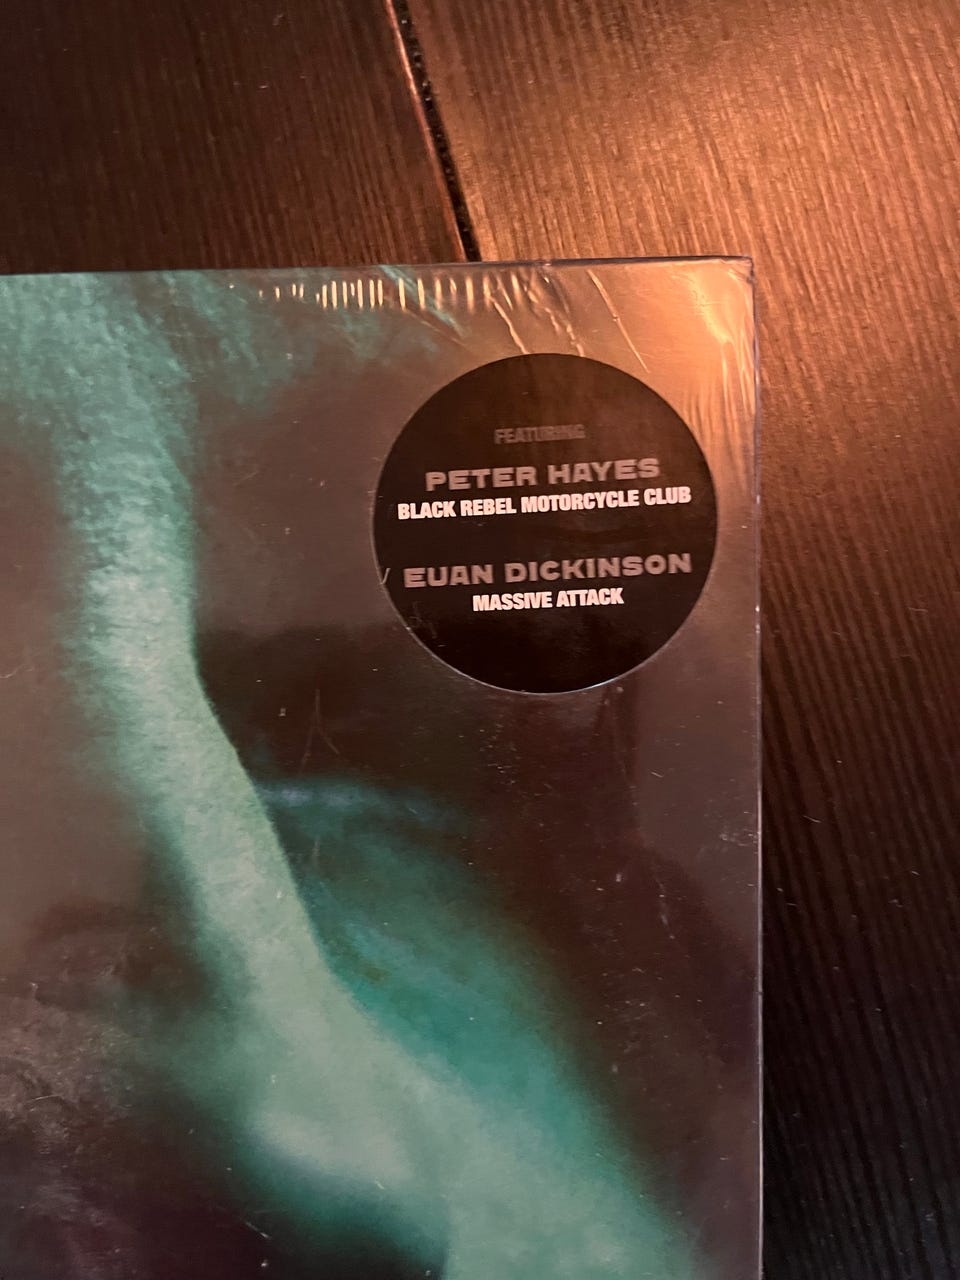 FEATURING
PETER HAYES
BLACK REBEL MOTORCYCLE CLUB
EUAN DICKINSON
MASSIVE ATTACK